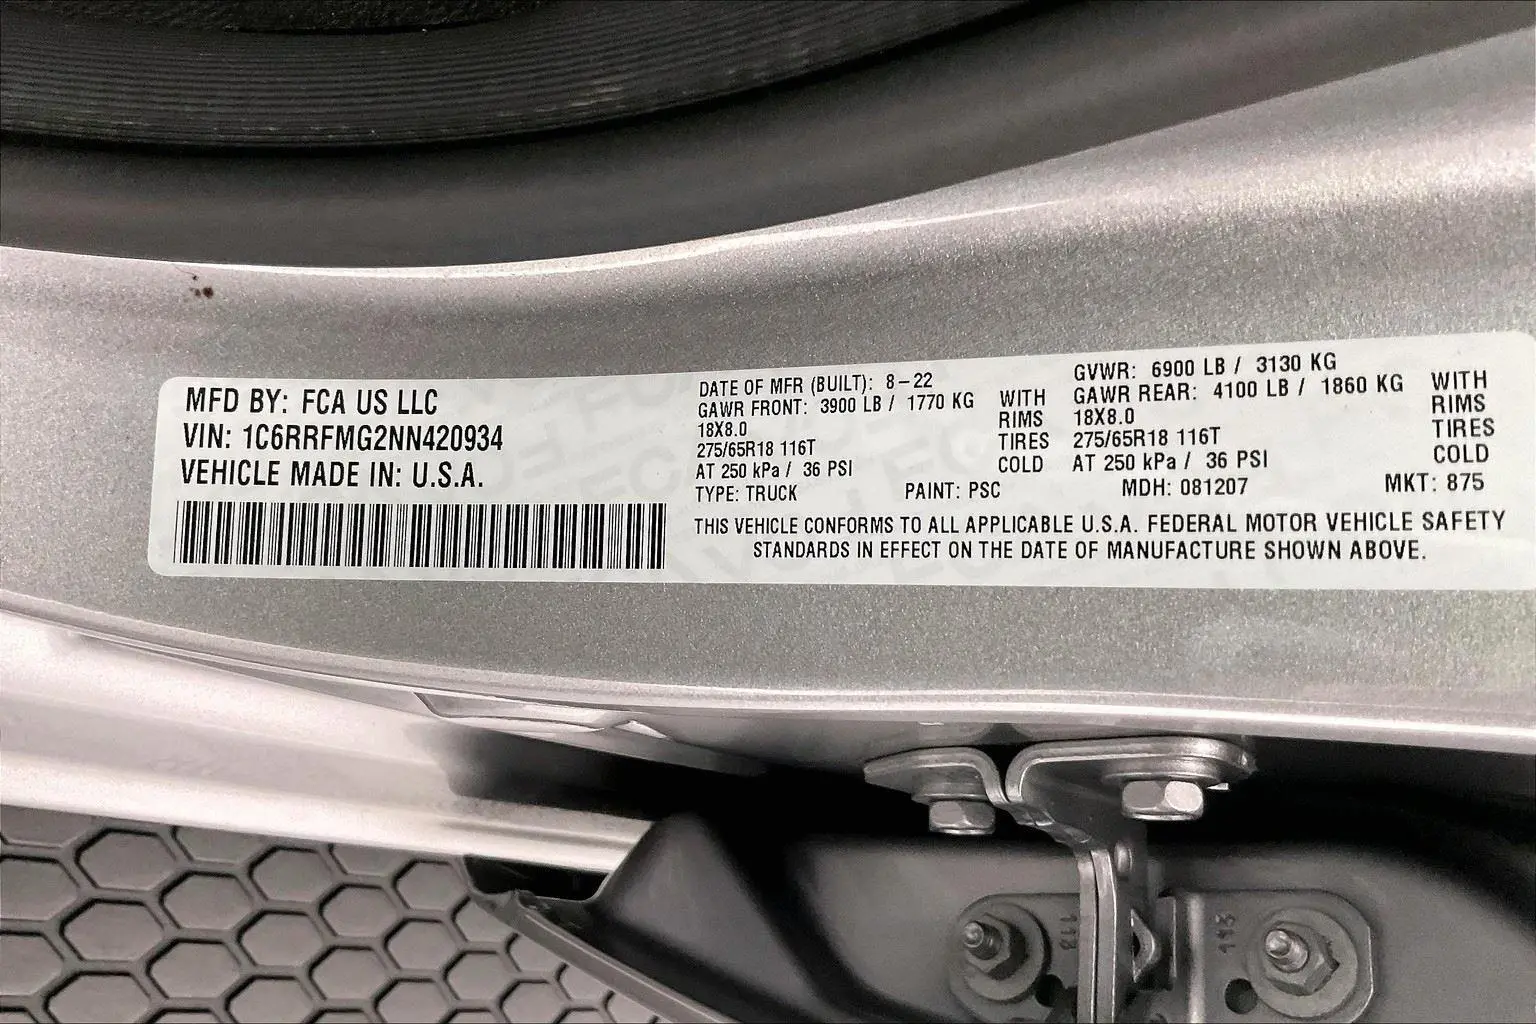 MFD BY: FCA US LLC
VIN: 1C6RRFMG2NN420934
VEHICLE MADE IN: U.S.A.
DATE OF MFR (BUILT): 8-22
GAWR FRONT: 3900 LB / 1770 KG WITH
18X8.0 RIMS
275/65R18 116T TIRES
AT 250 kPa / 36 PSI COLD
GVWR: 6900 LB / 3130 KG
GAWR REAR: 4100 LB / 1860 KG WITH
18X8.0 RIMS
275/65R18 116T TIRES
AT 250 kPa / 36 PSI COLD
TYPE: TRUCK PAINT: PSC MDH: 081207 MKT: 875
THIS VEHICLE CONFORMS TO ALL APPLICABLE U.S.A. FEDERAL MOTOR VEHICLE SAFETY
STANDARDS IN EFFECT ON THE DATE OF MANUFACTURE SHOWN ABOVE.